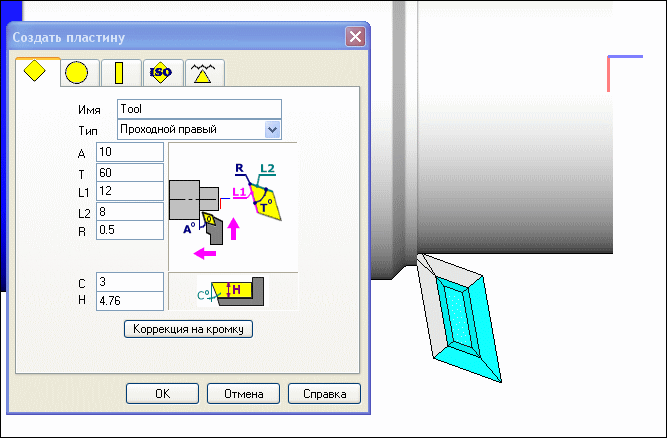 Создать пластину
ISO
Имя Tool
Тип Проходной правый
A 10
T 60
L1 12
L2 8
R 0.5
R L2
L1
T°
A°
C 3
H 4.76
C° H
Коррекция на кромку
OK Отмена Справка